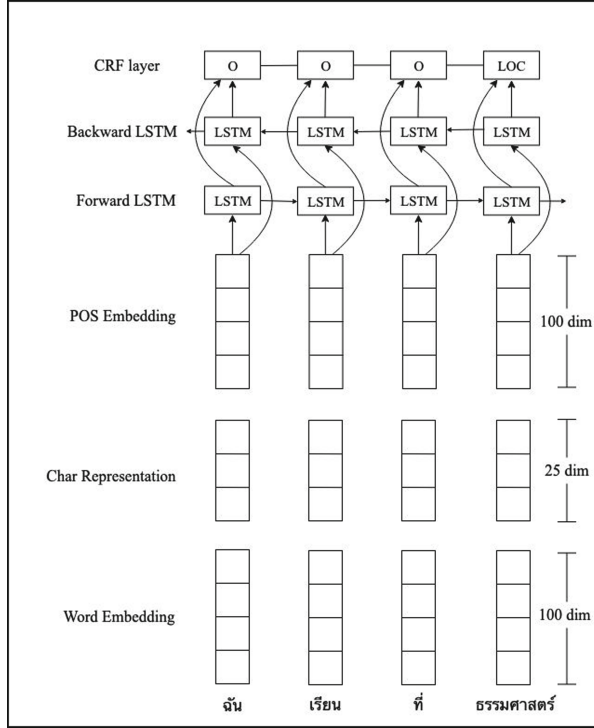 CRF layer O O O LOC
Backward LSTM LSTM LSTM LSTM LSTM
Forward LSTM LSTM LSTM LSTM LSTM
POS Embedding 100 dim
Char Representation 25 dim
Word Embedding 100 dim
ฉัน เรียน ที่ ธรรมศาสตร์